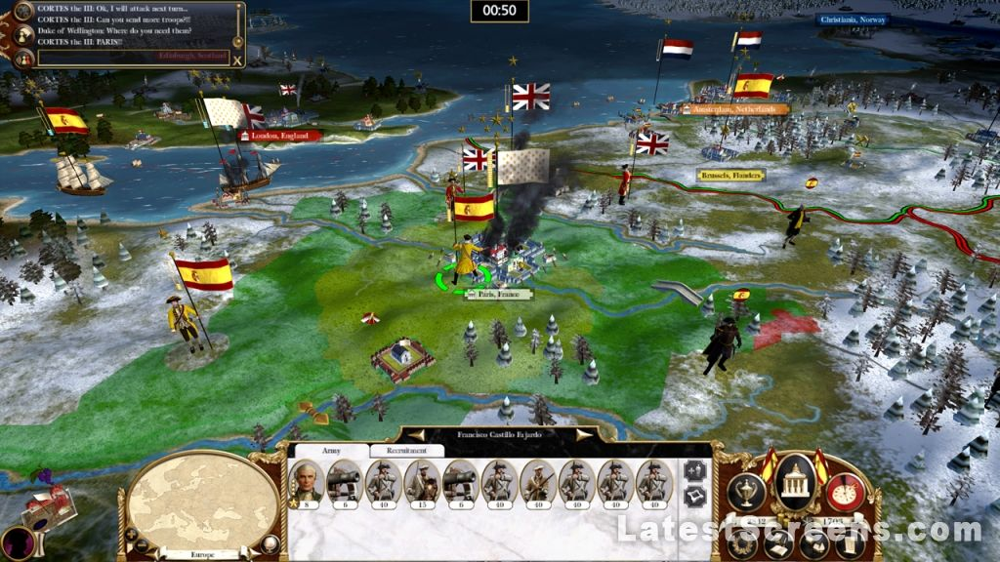 CORTES the III: Ok, I will attack next turn...
CORTES the III: Can you send more troops?!!
Duke of Wellington: Where do you need them?
CORTES the III: PARIS!!!
Edinburgh, Scotland
X
00:50
Christiania, Norway
London, England
Amsterdam, Netherlands
Brussels, Flanders
Paris, France
Francisco Castillo Fajardo
Army
Recruitment
8 6 40 15 6 40 40 40 40 40
Europe
LatestScreens.com